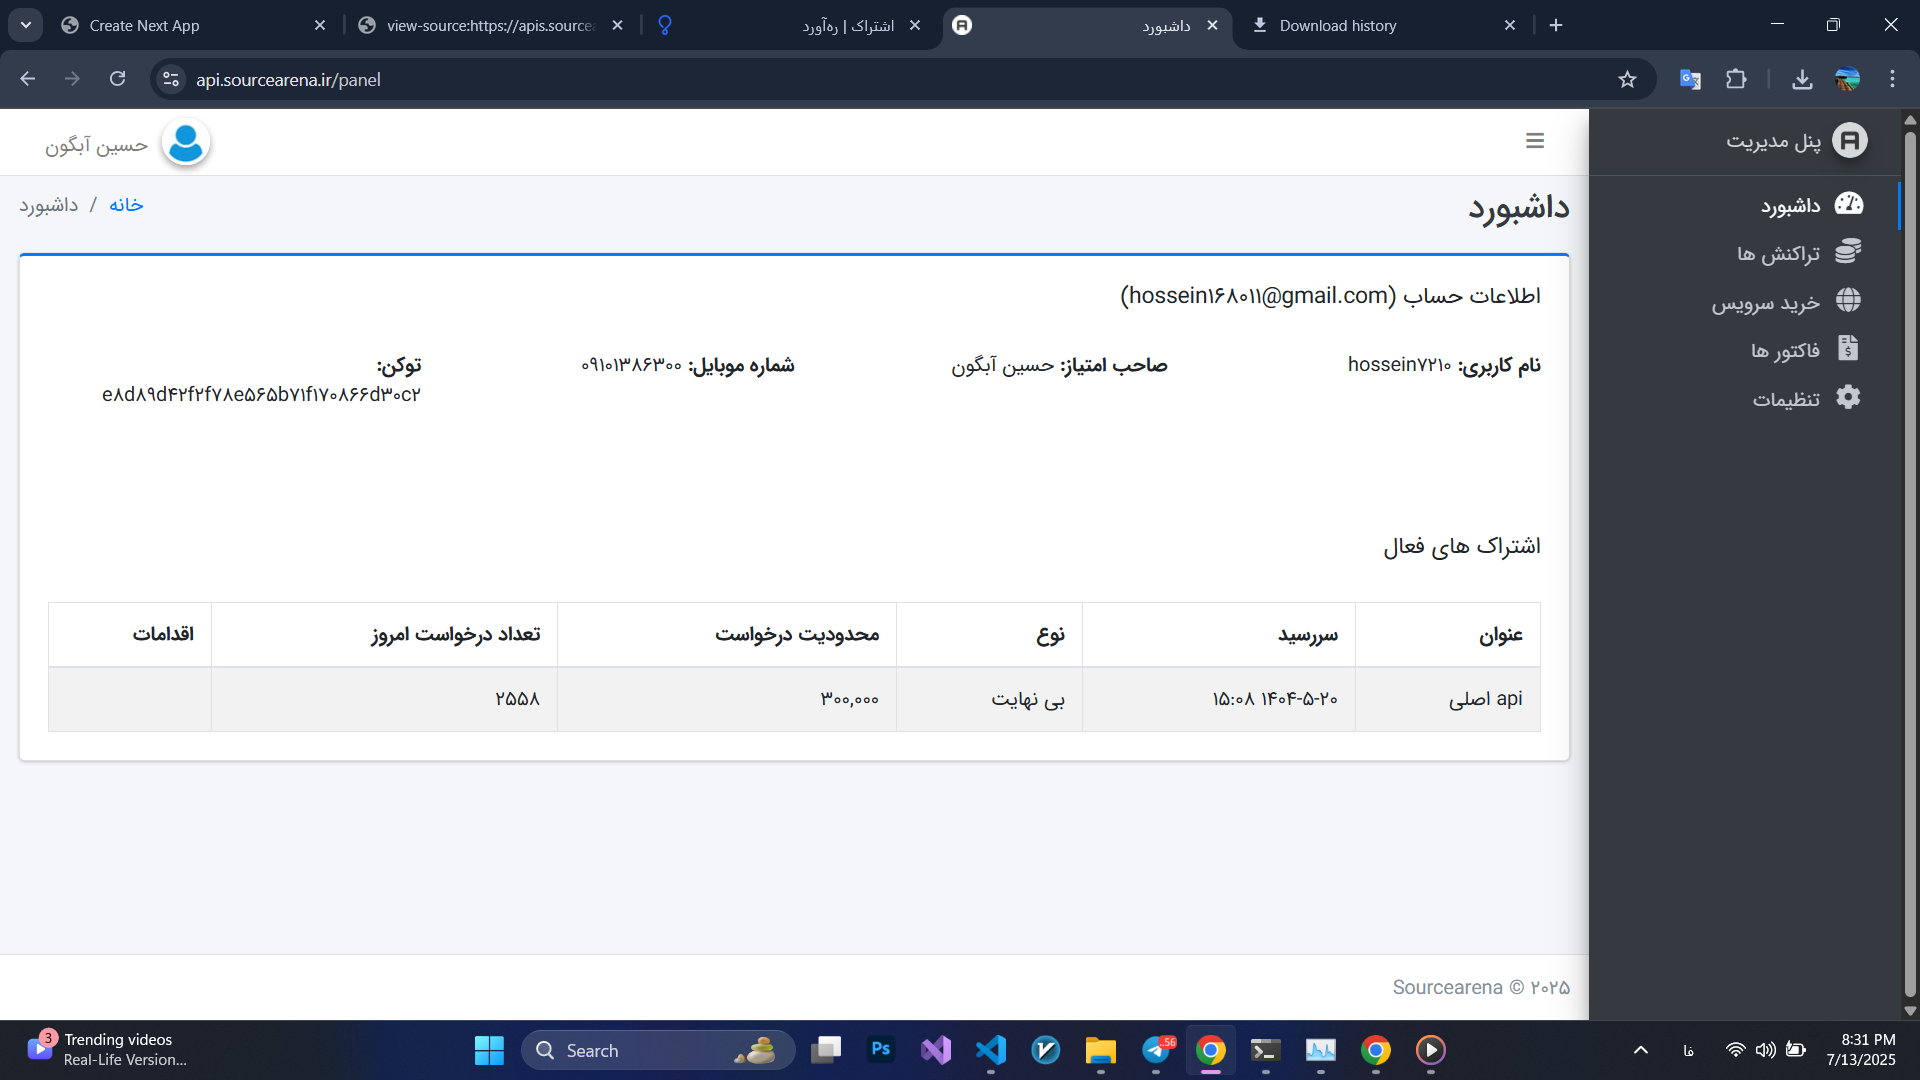 Create Next App
view-source:https://apis.sourcea
اشتراک | ره‌آورد
داشبورد
Download history
api.sourcearena.ir/panel
پنل مدیریت
حسین آبگون
داشبورد
تراکنش ها
خرید سرویس
فاکتور ها
تنظیمات
داشبورد
خانه / داشبورد
اطلاعات حساب (hossein۱۶۸۰۱۱@gmail.com)
نام کاربری: hossein۷۲۱۰
صاحب امتیاز: حسین آبگون
شماره موبایل: ۰۹۱۰۱۳۸۶۳۰۰
توکن:
e۸d۸۹d۴۲f۲f۷۸e۵۶۵b۷۱f۱۷۰۸۶۶d۳۰c۲
اشتراک های فعال
عنوان سررسید نوع محدودیت درخواست تعداد درخواست امروز اقدامات
api اصلی ۱۴۰۴-۵-۲۰ ۱۵:۰۸ بی نهایت ۳۰۰,۰۰۰ ۲۵۵۸
Sourcearena © ۲۰۲۵
3
Trending videos
Real-Life Version...
Search
Ps
.56
فا
8:31 PM
7/13/2025